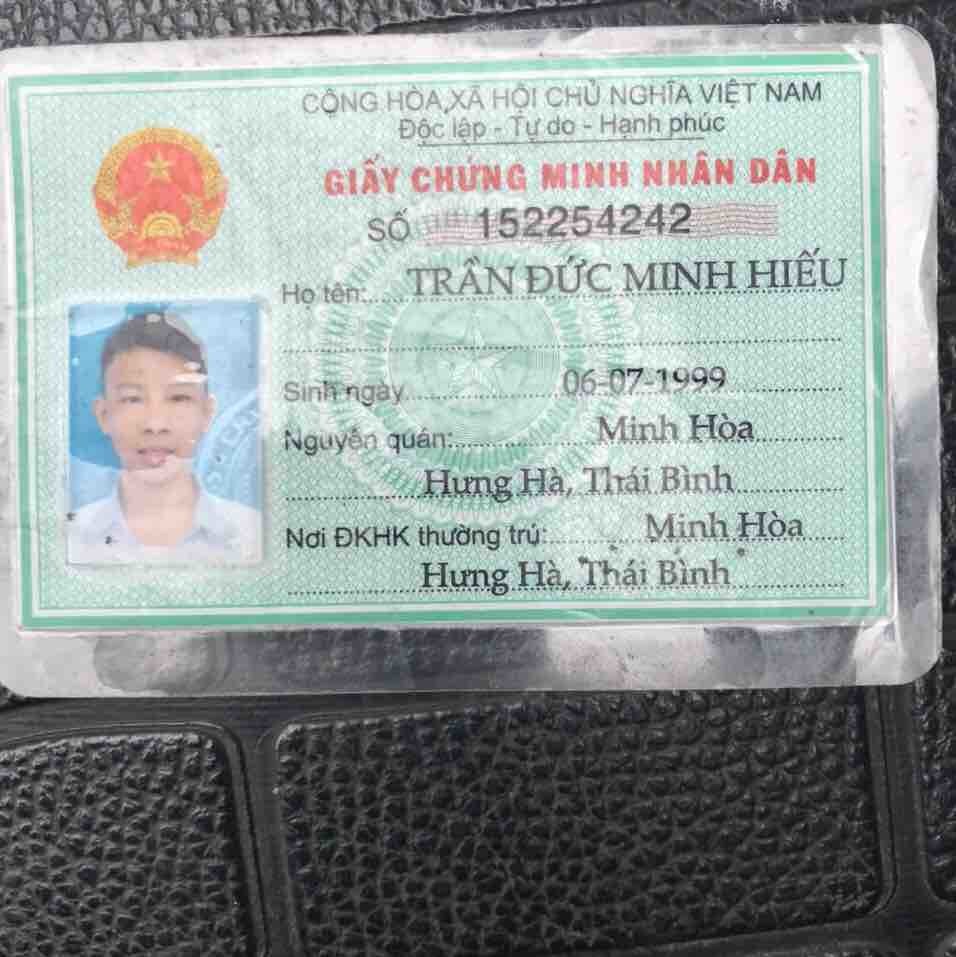 CỘNG HÒA XÃ HỘI CHỦ NGHĨA VIỆT NAM
Độc lập - Tự do - Hạnh phúc
GIẤY CHỨNG MINH NHÂN DÂN
SỐ 152254242
Họ tên: TRẦN ĐỨC MINH HIẾU
Sinh ngày 06-07-1999
Nguyên quán: Minh Hòa
Hưng Hà, Thái Bình
Nơi ĐKHK thường trú: Minh Hòa
Hưng Hà, Thái Bình